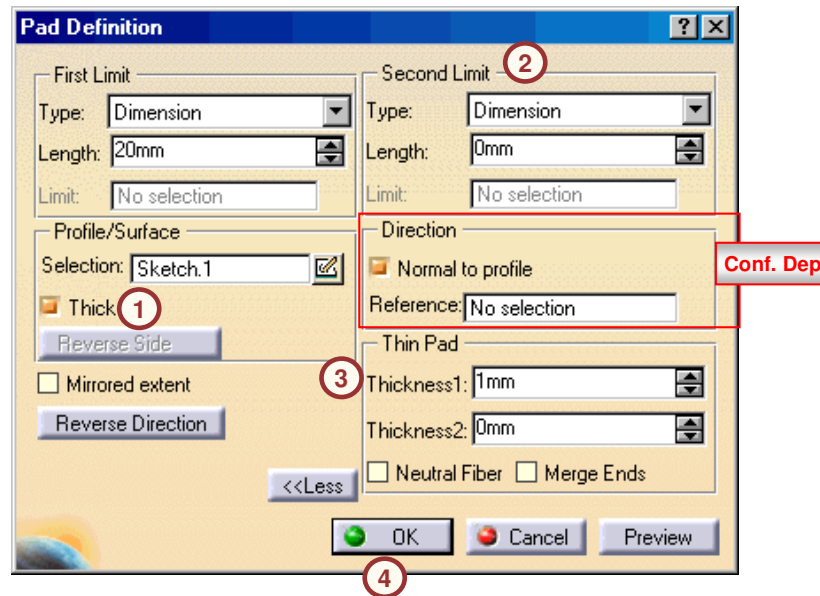 Pad Definition
First Limit
Type: Dimension
Length: 20mm
Limit: No selection
Second Limit
2
Type: Dimension
Length: 0mm
Limit: No selection
Profile/Surface
Selection: Sketch.1
Thick
1
Reverse Side
Mirrored extent
Reverse Direction
<<Less
Direction
Normal to profile
Reference: No selection
Conf. Dep
Thin Pad
3
Thickness1: 1mm
Thickness2: 0mm
Neutral Fiber Merge Ends
OK Cancel Preview
4